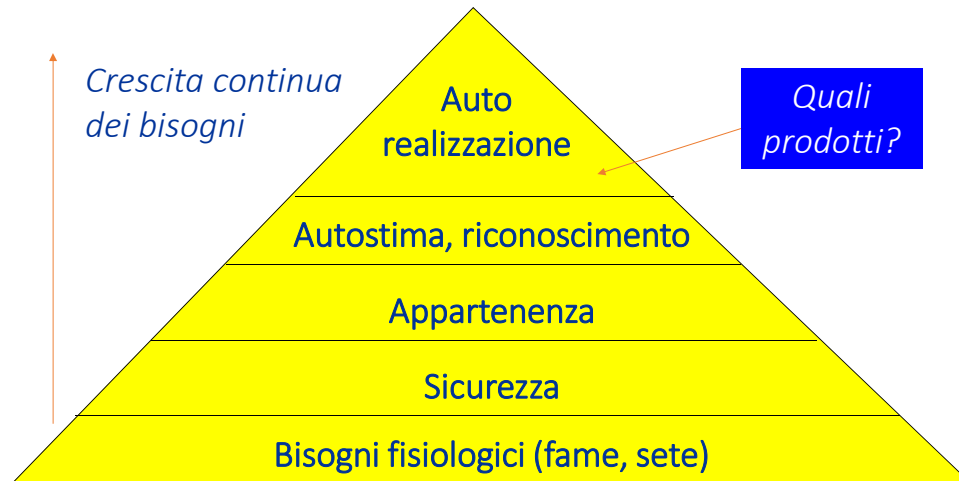 Crescita continua
dei bisogni
Quali
prodotti?
Auto
realizzazione
Autostima, riconoscimento
Appartenenza
Sicurezza
Bisogni fisiologici (fame, sete)